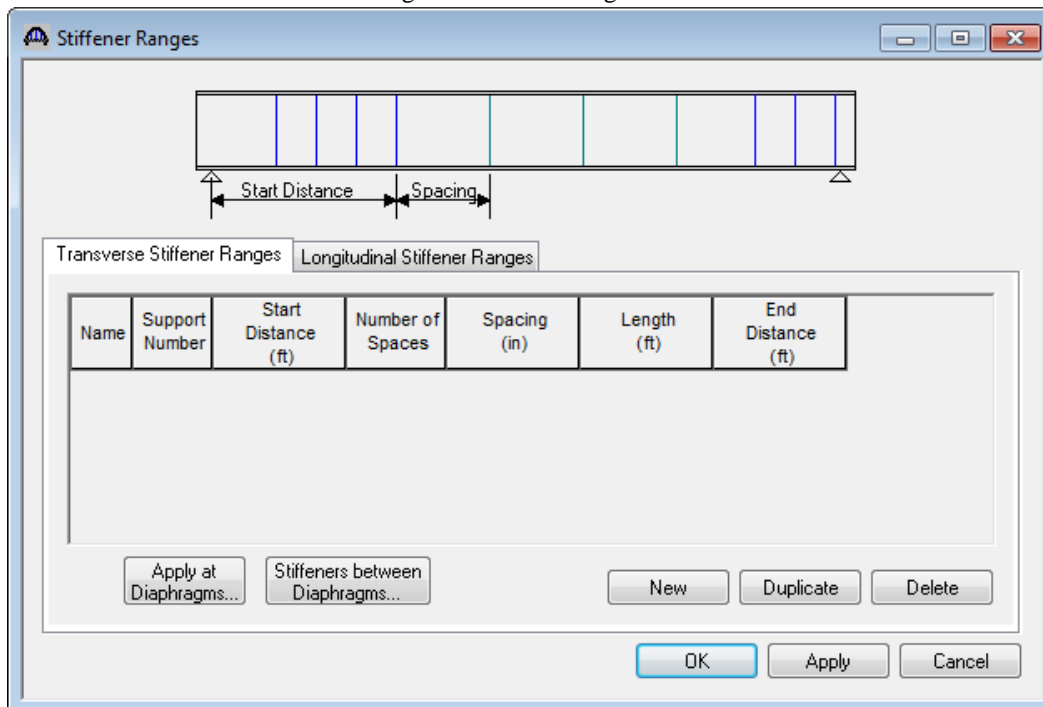 Stiffener Ranges
Start Distance
Spacing
Transverse Stiffener Ranges
Longitudinal Stiffener Ranges
Name
Support
Number
Start
Distance
(ft)
Number of
Spaces
Spacing
(in)
Length
(ft)
End
Distance
(ft)
Apply at
Diaphragms...
Stiffeners between
Diaphragms...
New
Duplicate
Delete
OK
Apply
Cancel